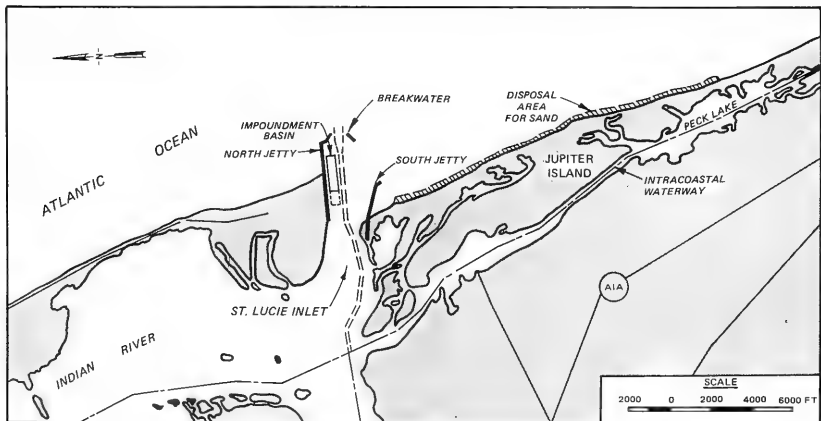 N
ATLANTIC OCEAN
IMPOUNDMENT
BASIN
NORTH JETTY
BREAKWATER
SOUTH JETTY
DISPOSAL
AREA
FOR SAND
PECK LAKE
JUPITER
ISLAND
INTRACOASTAL
WATERWAY
ST. LUCIE INLET
INDIAN RIVER
A1A
SCALE
2000 0 2000 4000 6000 FT